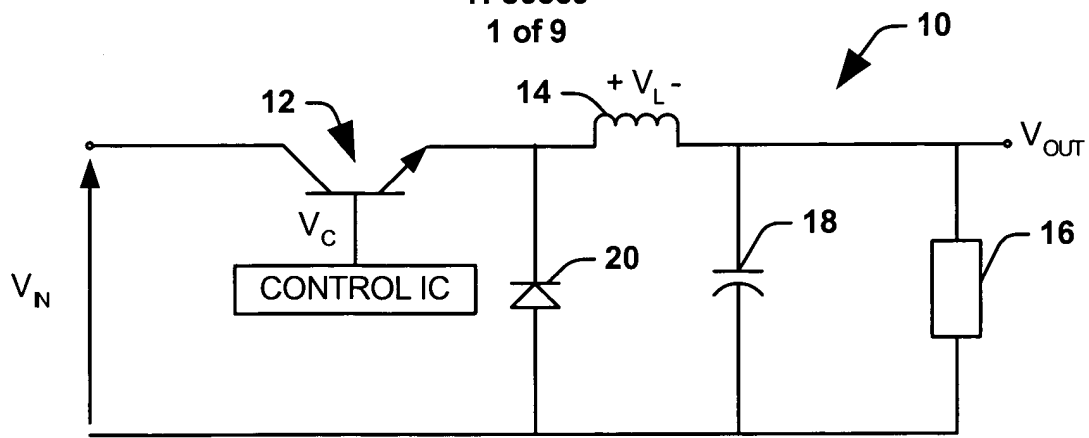 1 of 9
10
14
+ V_L -
12
V_OUT
V_C
18
16
20
CONTROL IC
V_IN